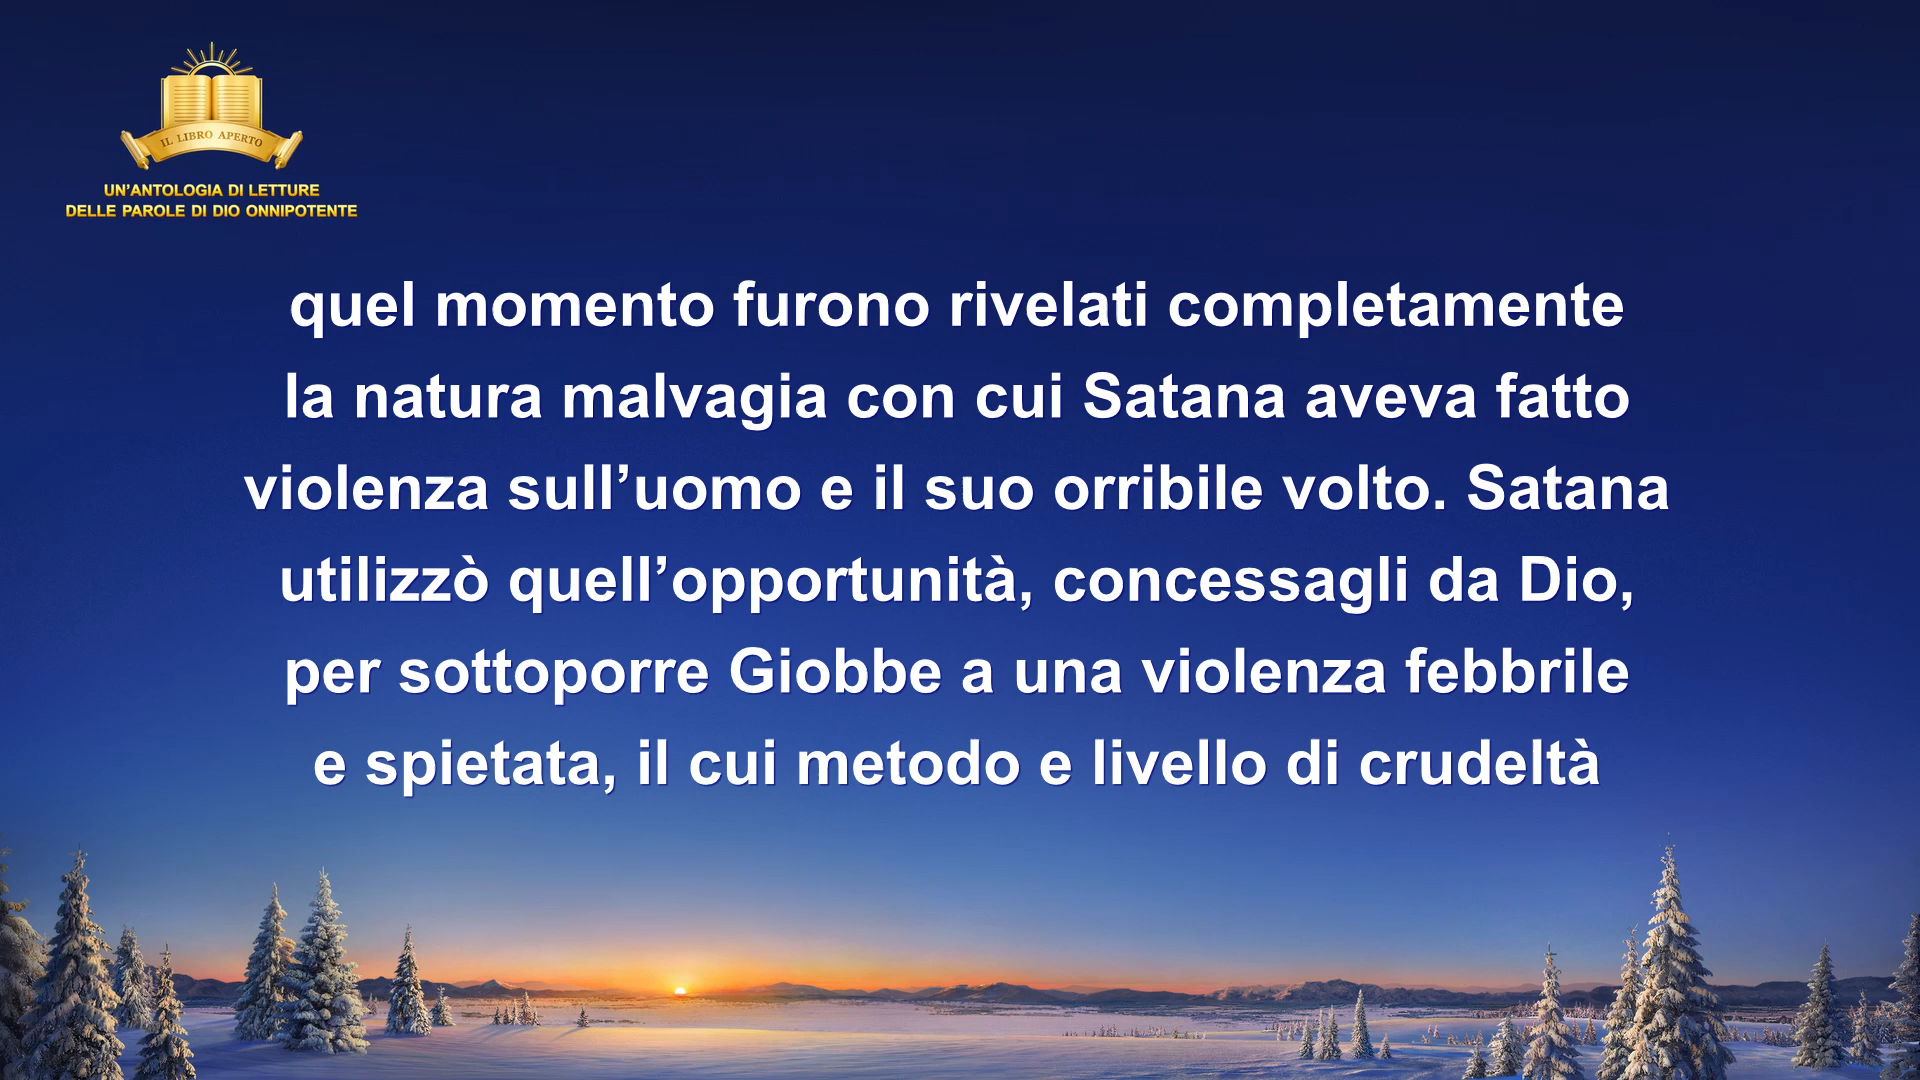 IL LIBRO APERTO
UN’ANTOLOGIA DI LETTURE
DELLE PAROLE DI DIO ONNIPOTENTE
quel momento furono rivelati completamente
la natura malvagia con cui Satana aveva fatto
violenza sull’uomo e il suo orribile volto. Satana
utilizzò quell’opportunità, concessagli da Dio,
per sottoporre Giobbe a una violenza febbrile
e spietata, il cui metodo e livello di crudeltà